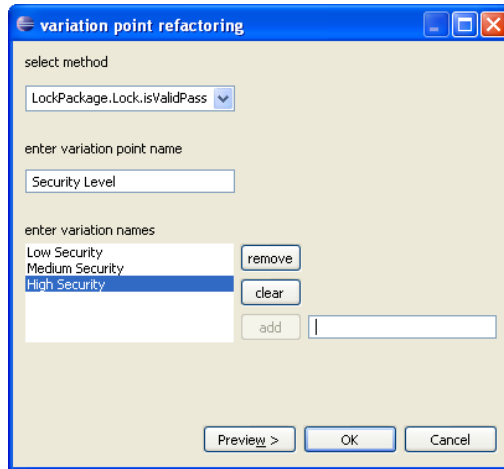 variation point refactoring
select method
LockPackage.Lock.isValidPass
enter variation point name
Security Level
enter variation names
Low Security
Medium Security
High Security
remove
clear
add
Preview >
OK
Cancel